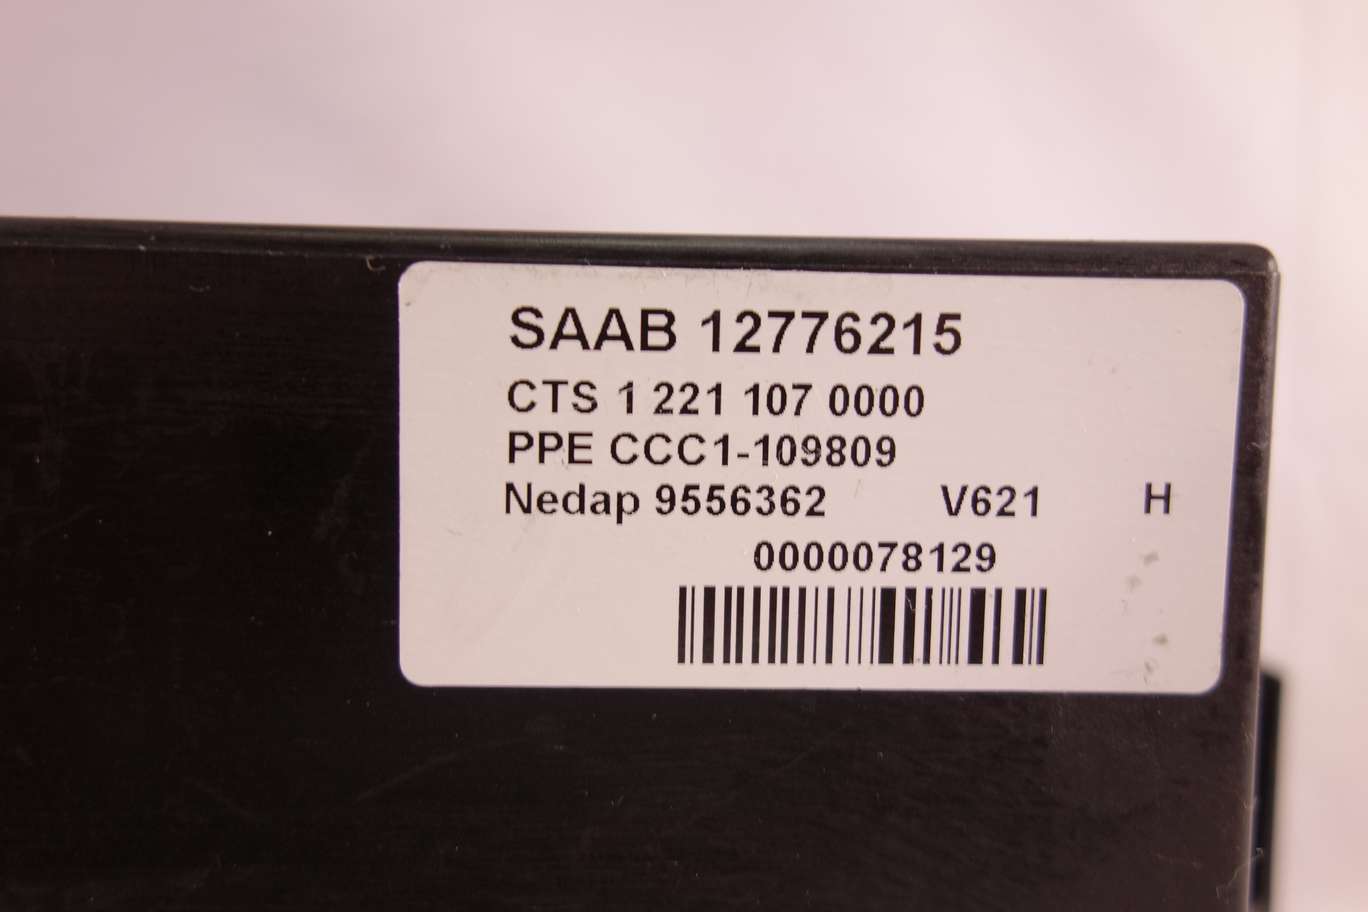 SAAB 12776215
CTS 1 221 107 0000
PPE CCC1-109809
Nedap 9556362 V621 H
0000078129